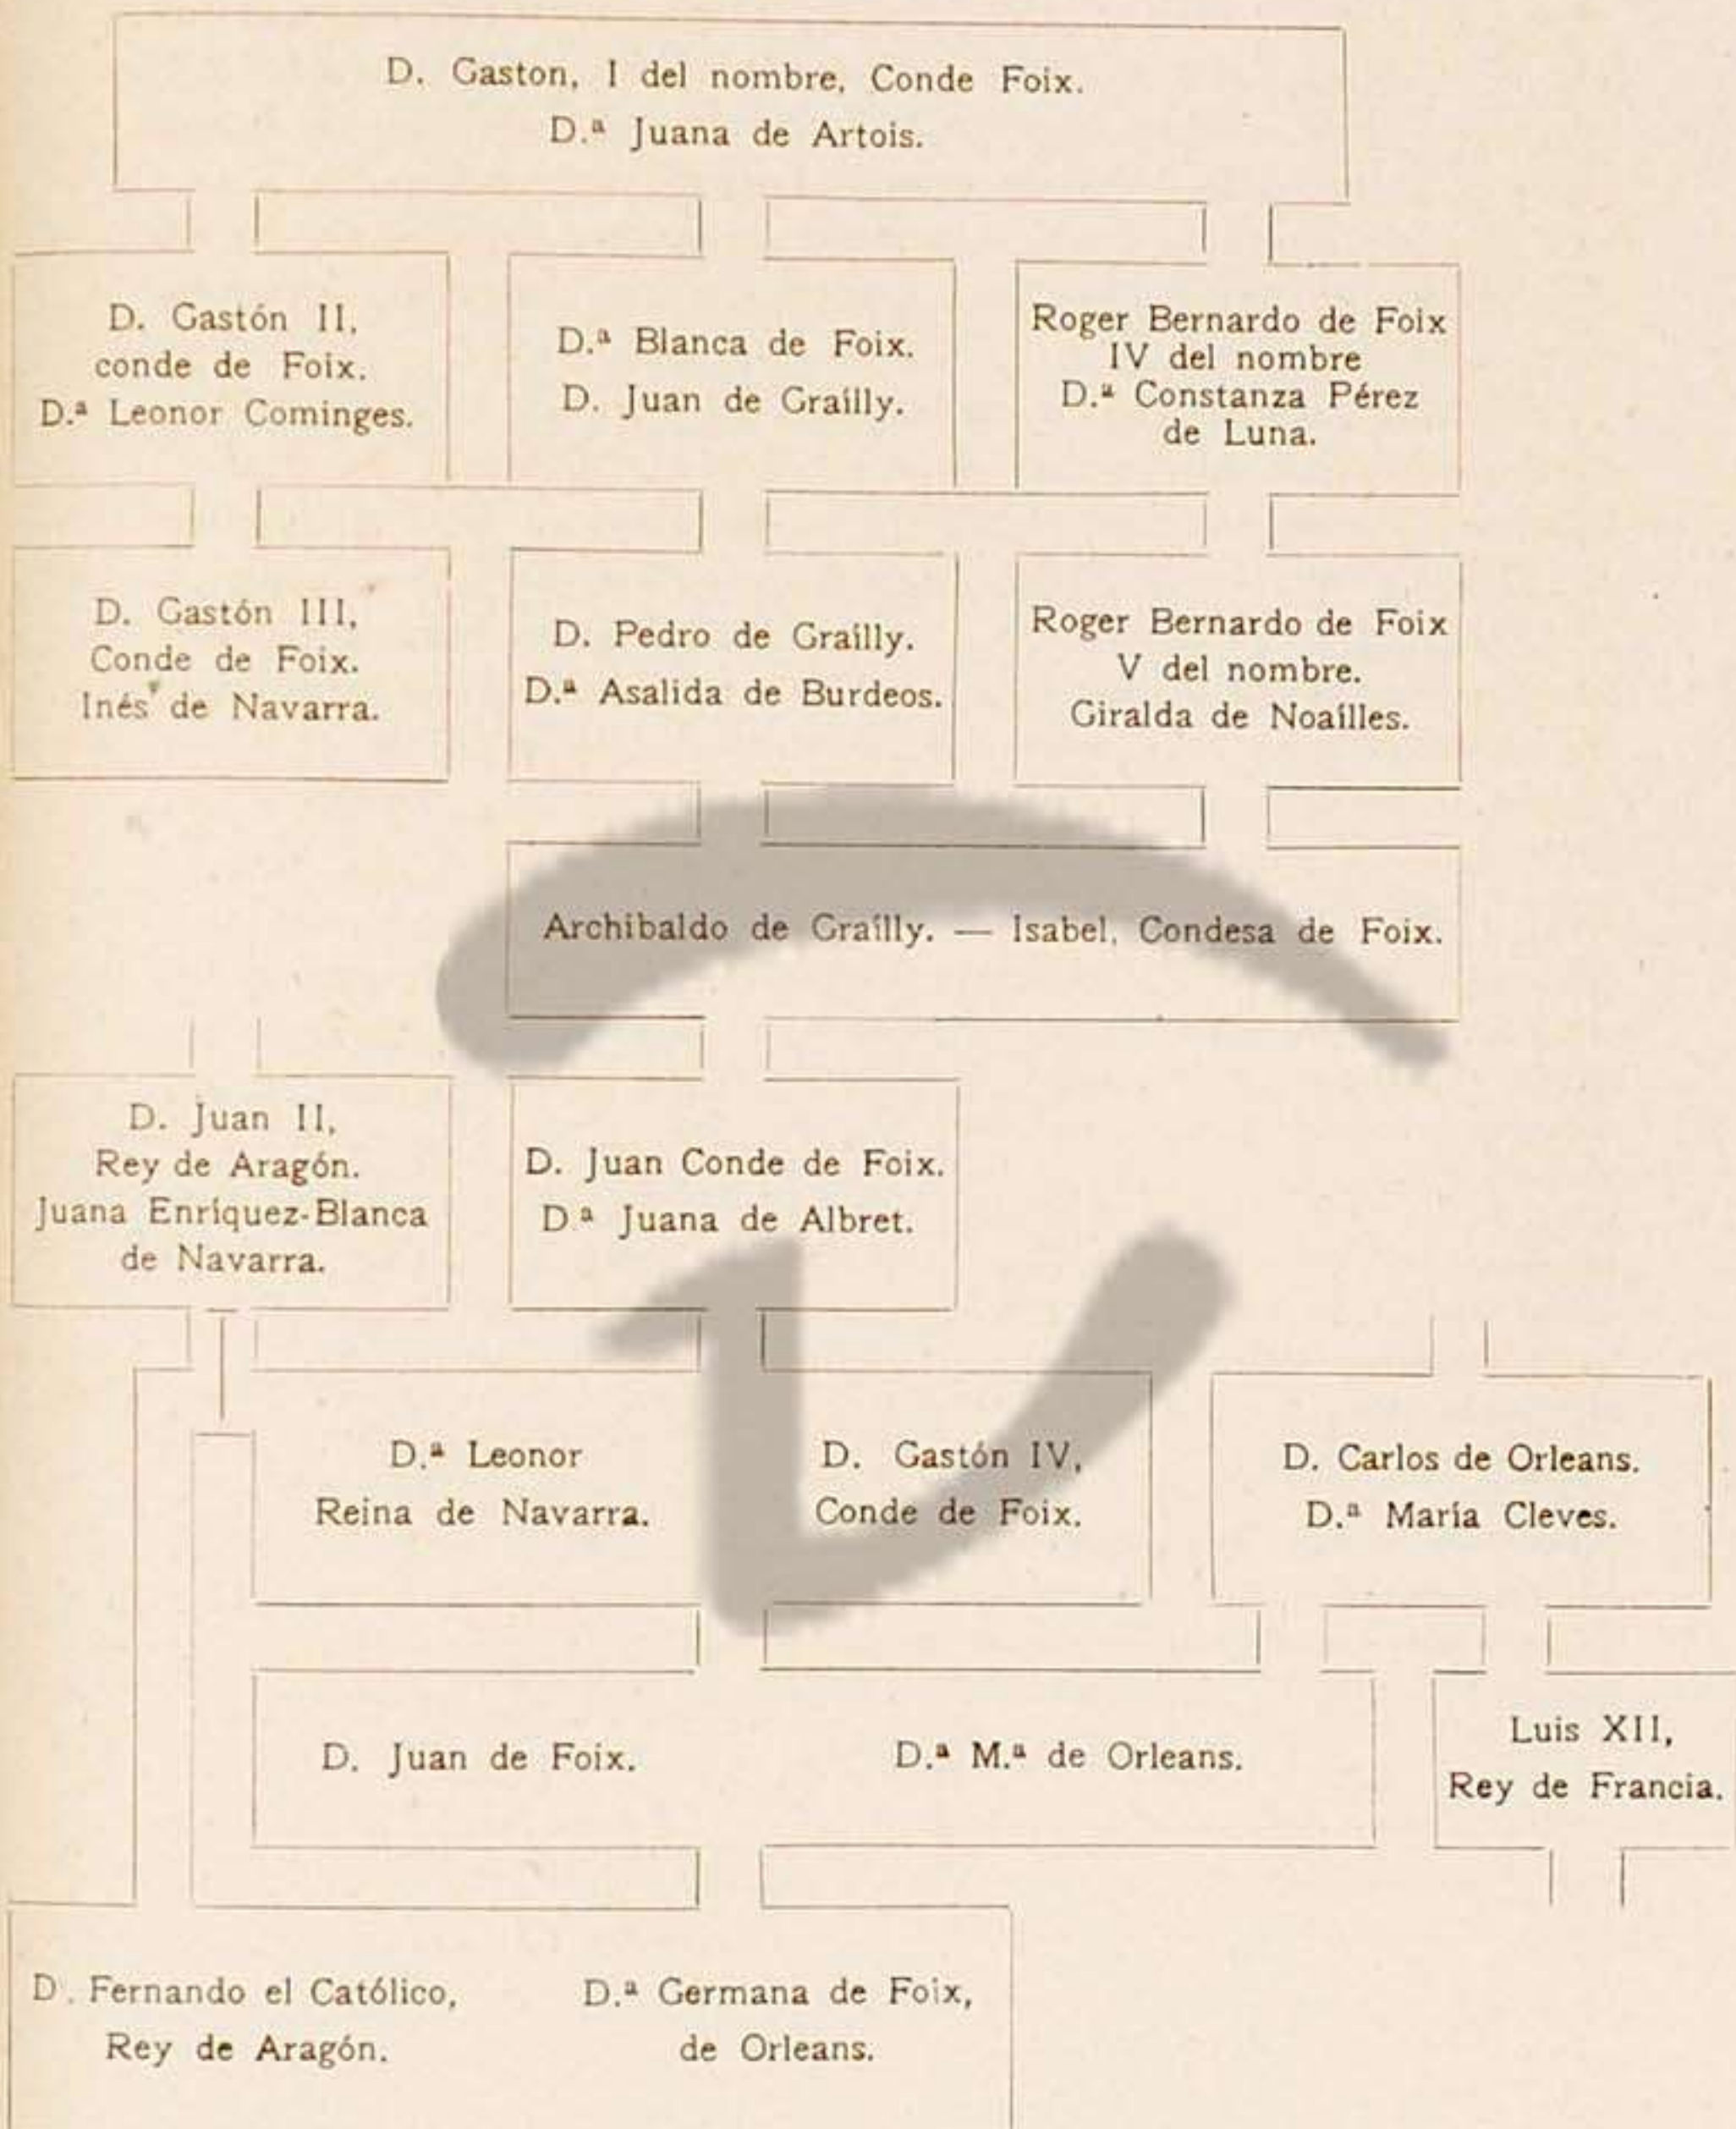 D. Gaston, I del nombre, Conde Foix.
D.ª Juana de Artois.
D. Gastón II,
conde de Foix.
D.ª Leonor Cominges.
D.ª Blanca de Foix.
D. Juan de Graílly.
Roger Bernardo de Foix
IV del nombre
D.ª Constanza Pérez
de Luna.
D. Gastón III,
Conde de Foix.
Inés de Navarra.
D. Pedro de Graílly.
D.ª Asalida de Burdeos.
Roger Bernardo de Foix
V del nombre.
Giralda de Noaílles.
Archibaldo de Graílly. — Isabel, Condesa de Foix.
D. Juan II,
Rey de Aragón.
Juana Enríquez-Blanca
de Navarra.
D. Juan Conde de Foix.
D ª Juana de Albret.
D.ª Leonor
Reina de Navarra.
D. Gastón IV,
Conde de Foix.
D. Carlos de Orleans.
D.ª María Cleves.
D. Juan de Foix.
D.ª M.ª de Orleans.
Luis XII,
Rey de Francia.
D. Fernando el Católico,
Rey de Aragón.
D.ª Germana de Foix,
de Orleans.